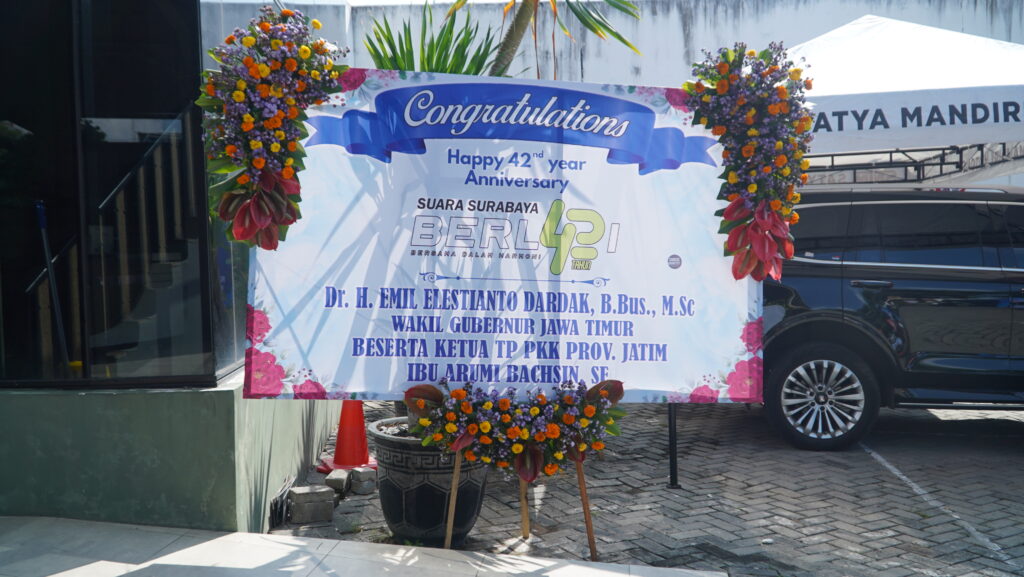 Congratulations
Happy 42nd year
Anniversary
SUARA SURABAYA
BERL42I
BERSAMA DALAM HARMONI
TAHUN
Dr. H. EMIL ELESTIANTO DARDAK, B.Bus., M.Sc
WAKIL GUBERNUR JAWA TIMUR
BESERTA KETUA TP PKK PROV. JATIM
IBU ARUMI BACHSIN, SE
ATYA MANDIR